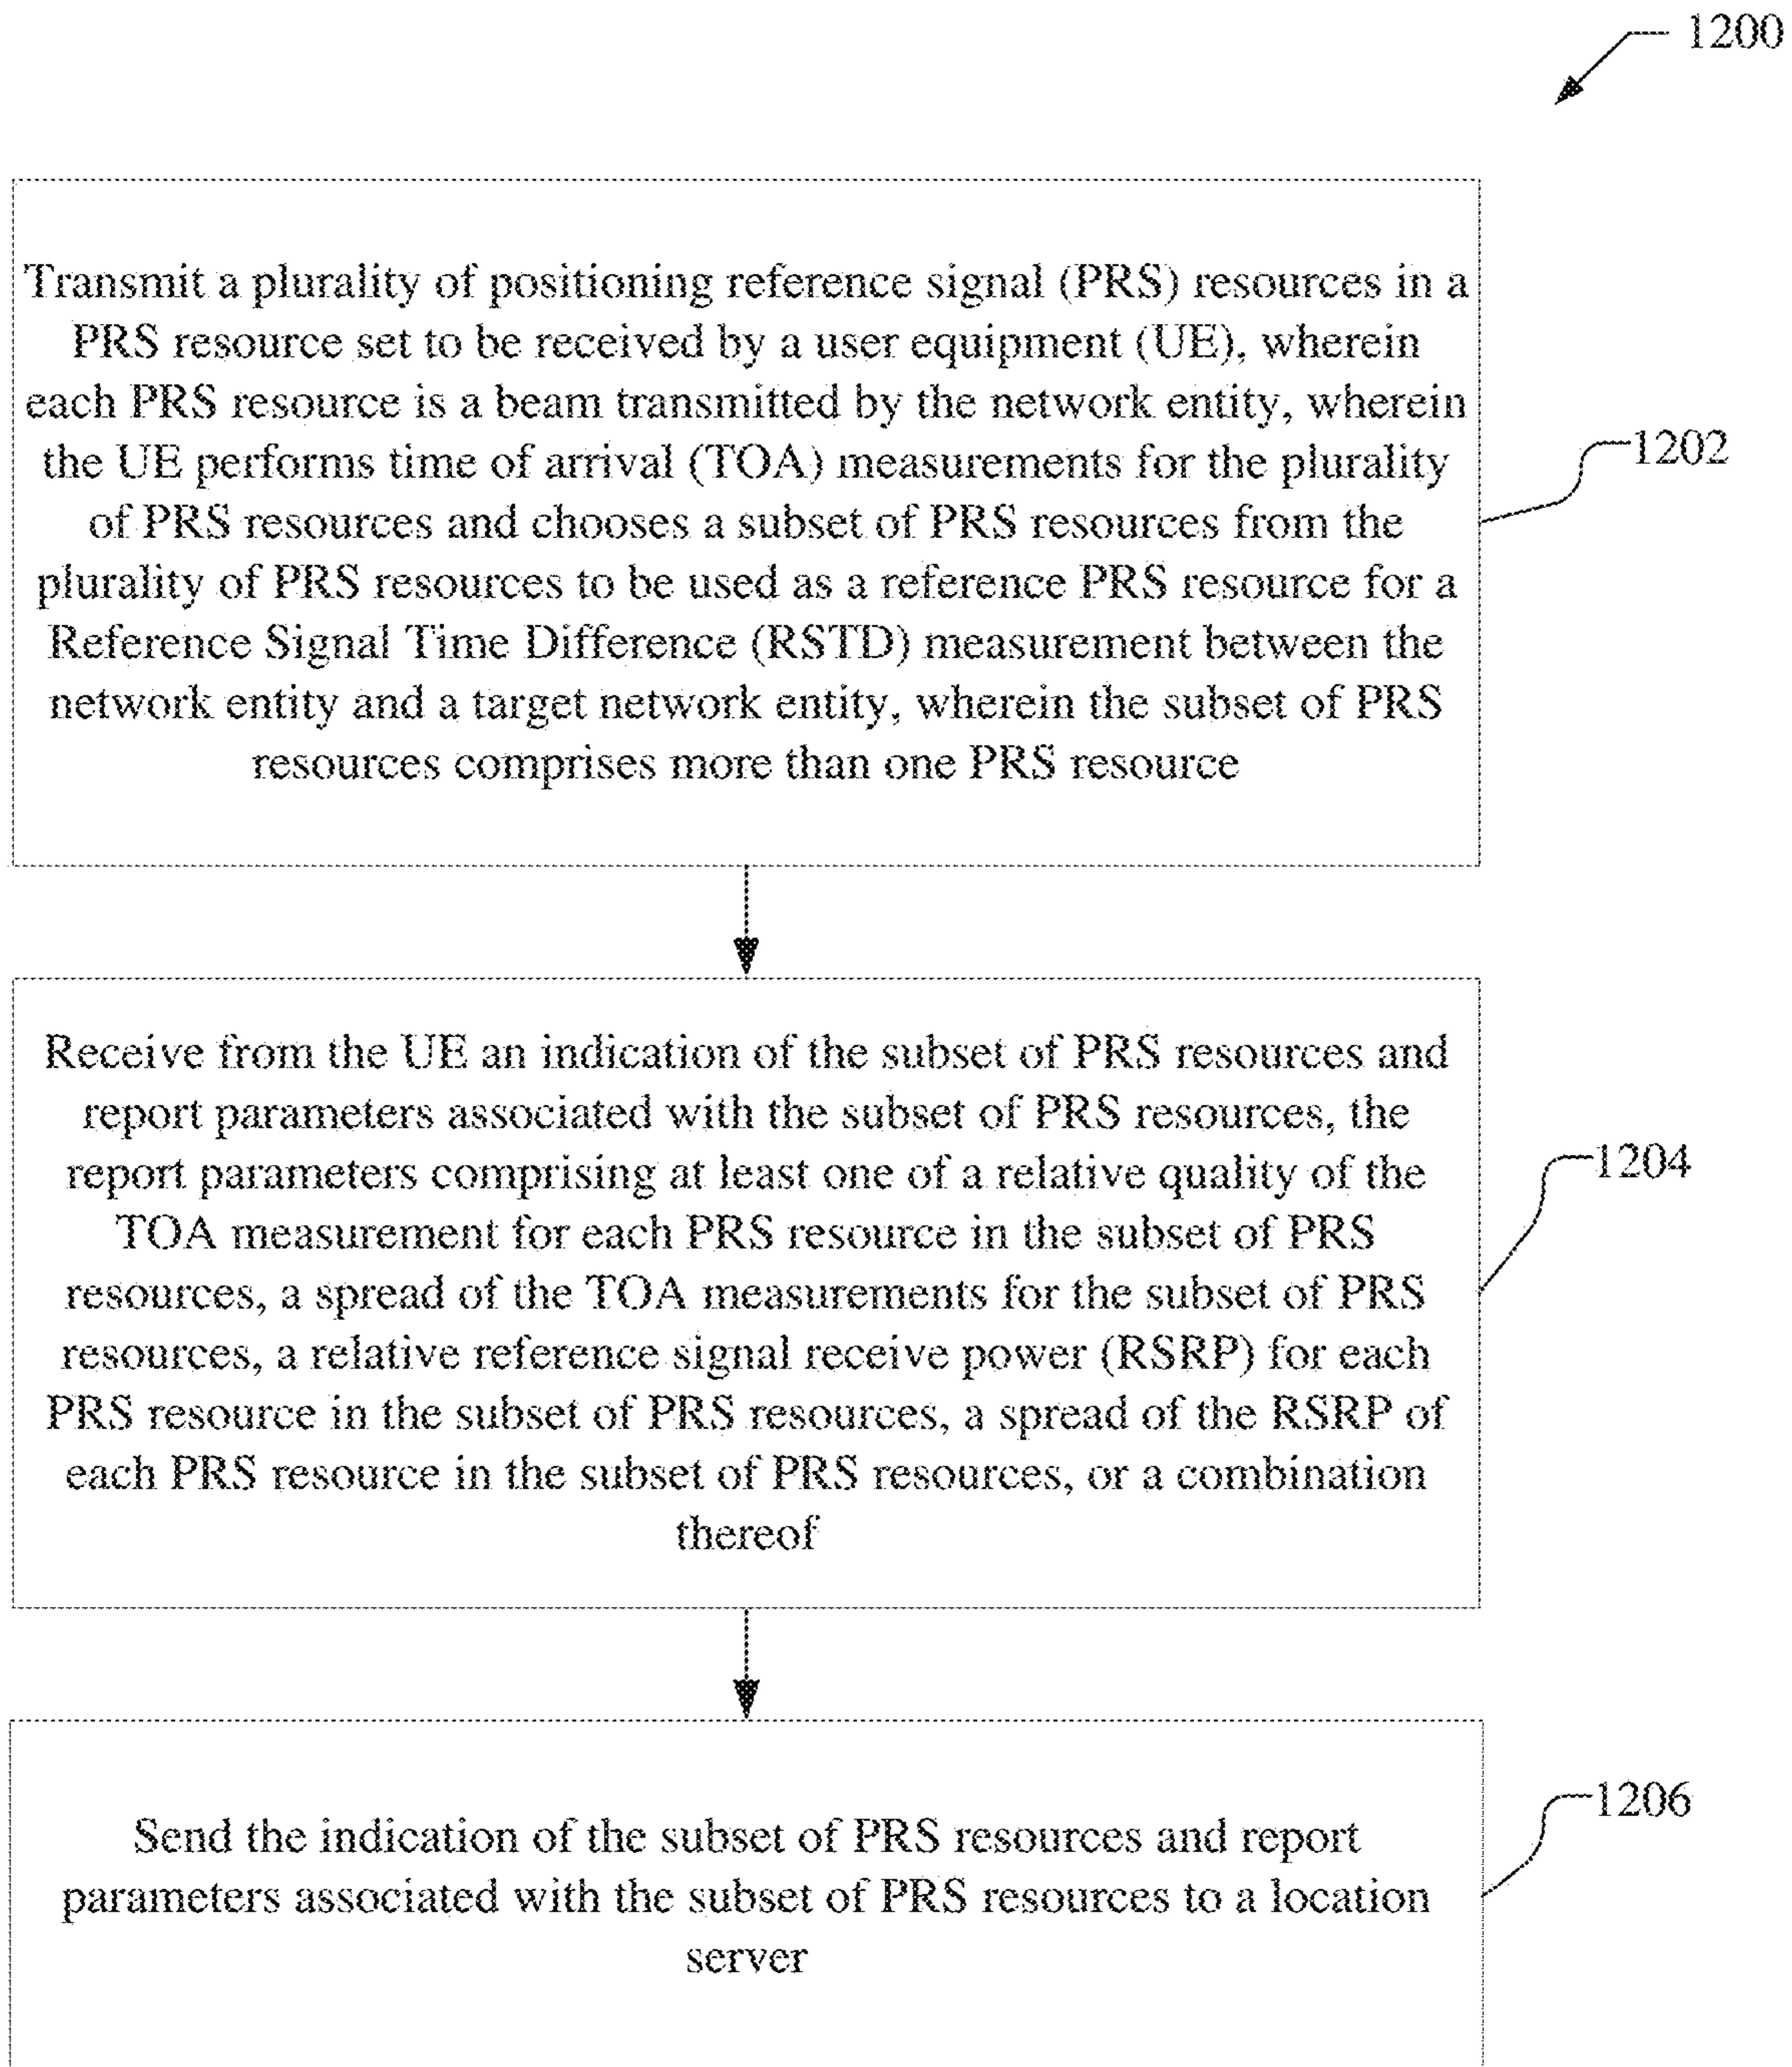 1200
Transmit a plurality of positioning reference signal (PRS) resources in a
PRS resource set to be received by a user equipment (UE), wherein
each PRS resource is a beam transmitted by the network entity, wherein
the UE performs time of arrival (TOA) measurements for the plurality
of PRS resources and chooses a subset of PRS resources from the
plurality of PRS resources to be used as a reference PRS resource for a
Reference Signal Time Difference (RSTD) measurement between the
network entity and a target network entity, wherein the subset of PRS
resources comprises more than one PRS resource
1202
Receive from the UE an indication of the subset of PRS resources and
report parameters associated with the subset of PRS resources, the
report parameters comprising at least one of a relative quality of the
TOA measurement for each PRS resource in the subset of PRS
resources, a spread of the TOA measurements for the subset of PRS
resources, a relative reference signal receive power (RSRP) for each
PRS resource in the subset of PRS resources, a spread of the RSRP of
each PRS resource in the subset of PRS resources, or a combination
thereof
1204
Send the indication of the subset of PRS resources and report
parameters associated with the subset of PRS resources to a location
server
1206